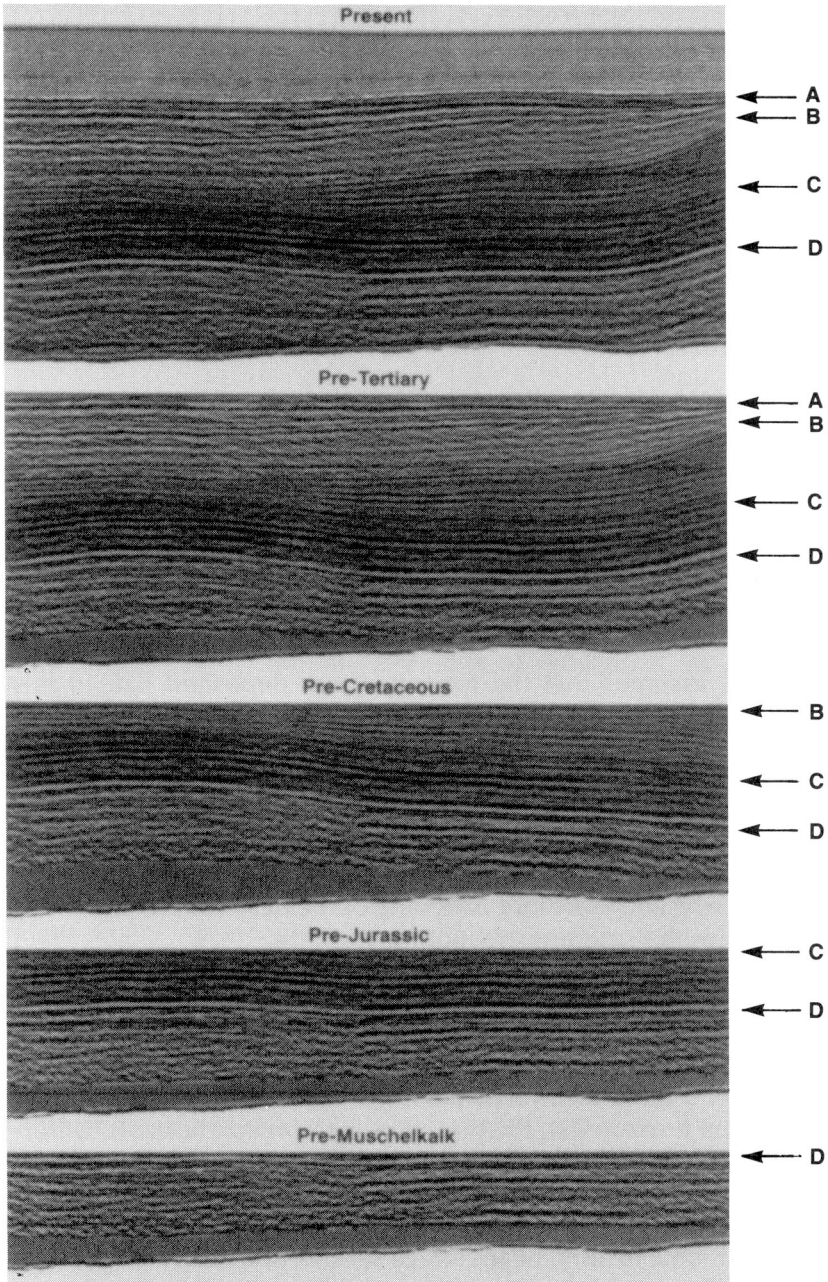 Present
A
B
C
D
Pre-Tertiary
A
B
C
D
Pre-Cretaceous
B
C
D
Pre-Jurassic
C
D
Pre-Muschelkalk
D